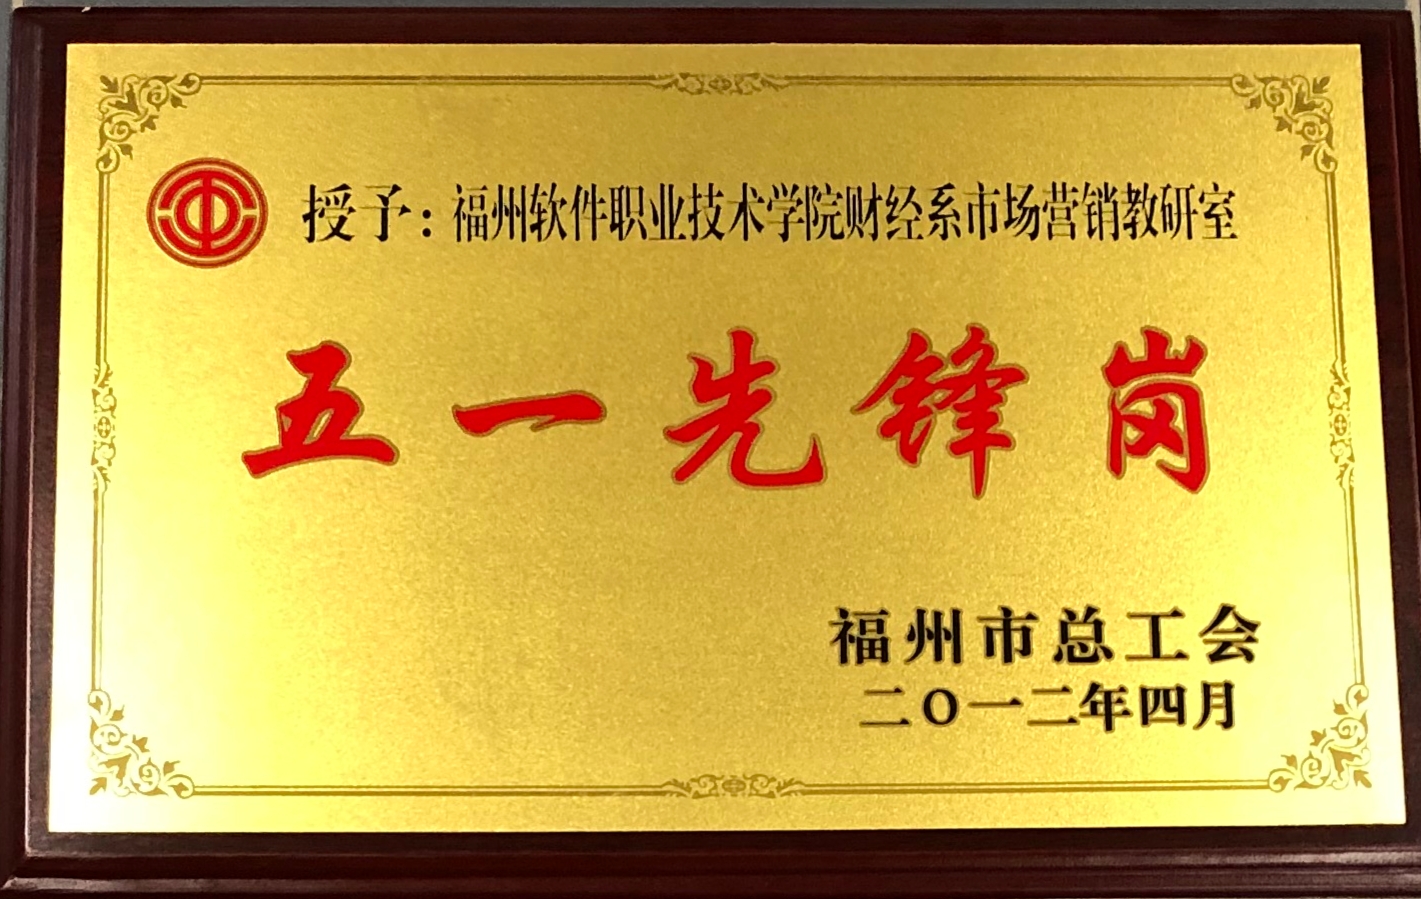 授予：福州软件职业技术学院财经系市场营销教研室
五一先锋岗
福州市总工会
二〇一二年四月